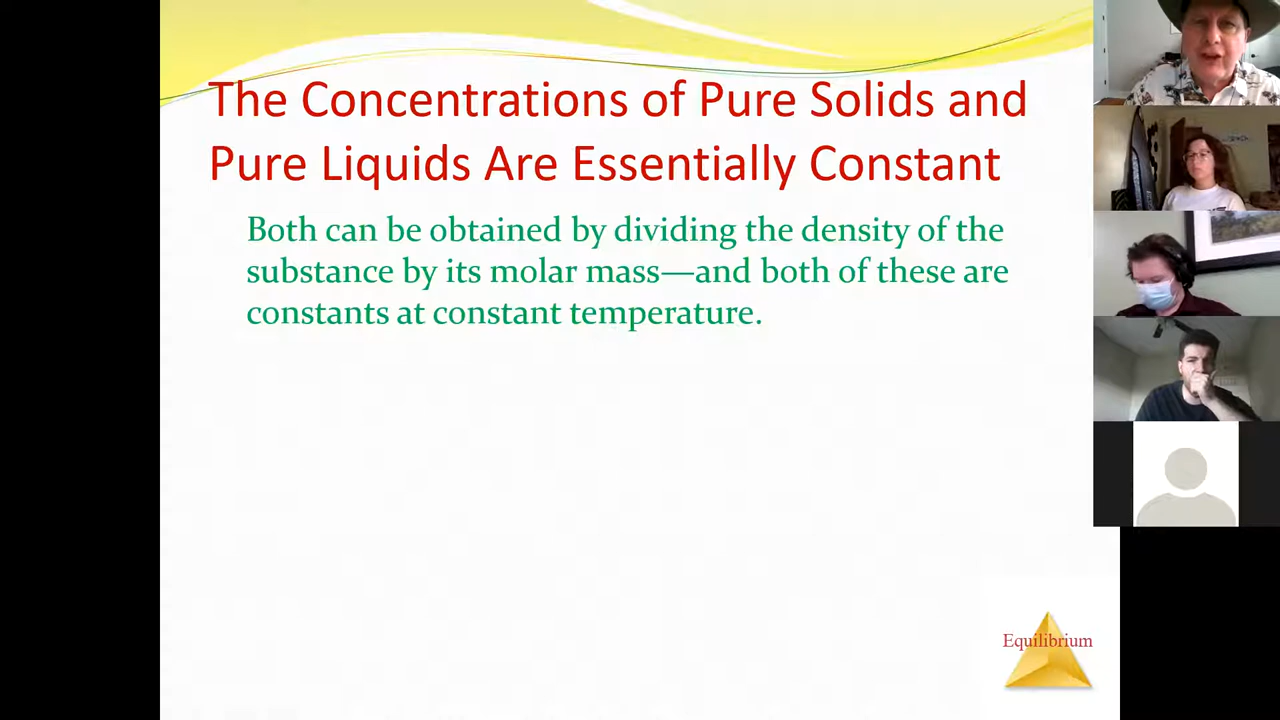 The Concentrations of Pure Solids and
Pure Liquids Are Essentially Constant
Both can be obtained by dividing the density of the
substance by its molar mass—and both of these are
constants at constant temperature.
Equilibrium